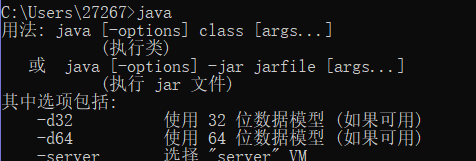 C:\Users\27267>java
用法: java [-options] class [args...]
(执行类)
或 java [-options] -jar jarfile [args...]
(执行 jar 文件)
其中选项包括:
-d32 使用 32 位数据模型 (如果可用)
-d64 使用 64 位数据模型 (如果可用)
-server 选择 "server" VM